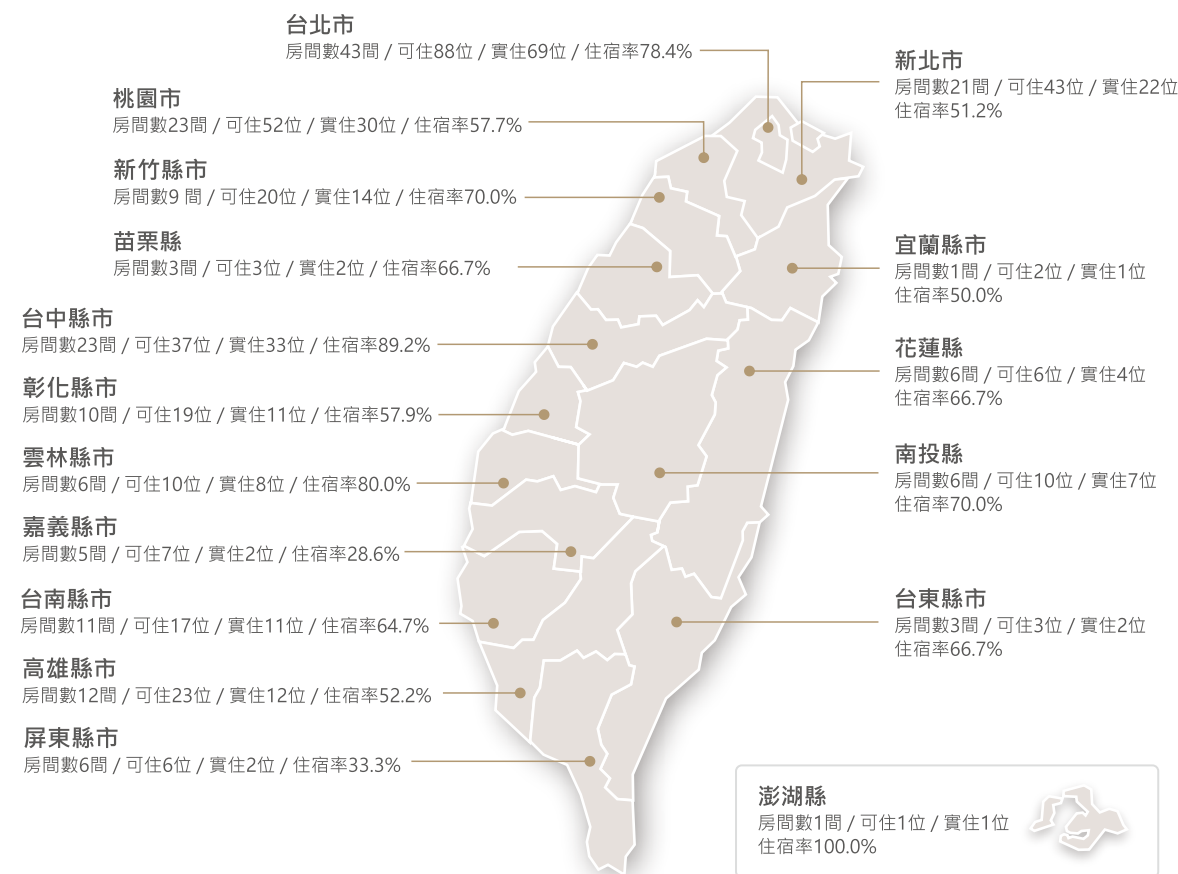 台北市
房間數43間 / 可住88位 / 實住69位 / 住宿率78.4%
桃園市
房間數23間 / 可住52位 / 實住30位 / 住宿率57.7%
新竹縣市
房間數9 間 / 可住20位 / 實住14位 / 住宿率70.0%
苗栗縣
房間數3間 / 可住3位 / 實住2位 / 住宿率66.7%
台中縣市
房間數23間 / 可住37位 / 實住33位 / 住宿率89.2%
彰化縣市
房間數10間 / 可住19位 / 實住11位 / 住宿率57.9%
雲林縣市
房間數6間 / 可住10位 / 實住8位 / 住宿率80.0%
嘉義縣市
房間數5間 / 可住7位 / 實住2位 / 住宿率28.6%
台南縣市
房間數11間 / 可住17位 / 實住11位 / 住宿率64.7%
高雄縣市
房間數12間 / 可住23位 / 實住12位 / 住宿率52.2%
屏東縣市
房間數6間 / 可住6位 / 實住2位 / 住宿率33.3%
新北市
房間數21間 / 可住43位 / 實住22位
住宿率51.2%
宜蘭縣市
房間數1間 / 可住2位 / 實住1位
住宿率50.0%
花蓮縣
房間數6間 / 可住6位 / 實住4位
住宿率66.7%
南投縣
房間數6間 / 可住10位 / 實住7位
住宿率70.0%
台東縣市
房間數3間 / 可住3位 / 實住2位
住宿率66.7%
澎湖縣
房間數1間 / 可住1位 / 實住1位
住宿率100.0%